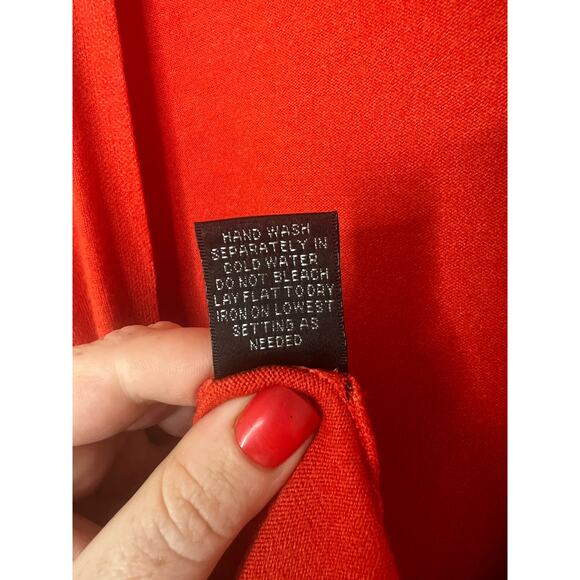 HAND WASH
SEPARATELY IN
COLD WATER
DO NOT BLEACH
LAY FLAT TO DRY
IRON ON LOWEST
SETTING AS
NEEDED